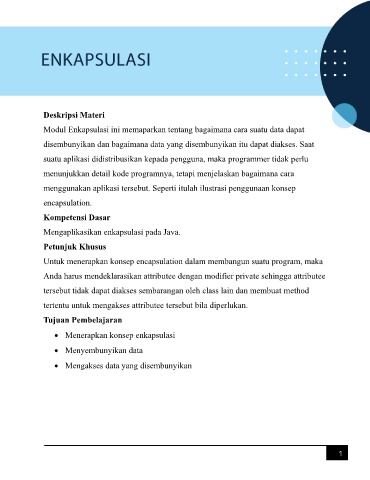 ENKAPSULASI
Deskripsi Materi
Modul Enkapsulasi ini memaparkan tentang bagaimana cara suatu data dapat
disembunyikan dan bagaimana data yang disembunyikan itu dapat diakses. Saat
suatu aplikasi didistribusikan kepada pengguna, maka programmer tidak perlu
menunjukkan detail kode programnya, tetapi menjelaskan bagaimana cara
menggunakan aplikasi tersebut. Seperti itulah ilustrasi penggunaan konsep
encapsulation.
Kompetensi Dasar
Mengaplikasikan enkapsulasi pada Java.
Petunjuk Khusus
Untuk menerapkan konsep encapsulation dalam membangun suatu program, maka
Anda harus mendeklarasikan attributee dengan modifier private sehingga attributee
tersebut tidak dapat diakses sembarangan oleh class lain dan membuat method
tertentu untuk mengakses attributee tersebut bila diperlukan.
Tujuan Pembelajaran
• Menerapkan konsep enkapsulasi
• Menyembunyikan data
• Mengakses data yang disembunyikan
1